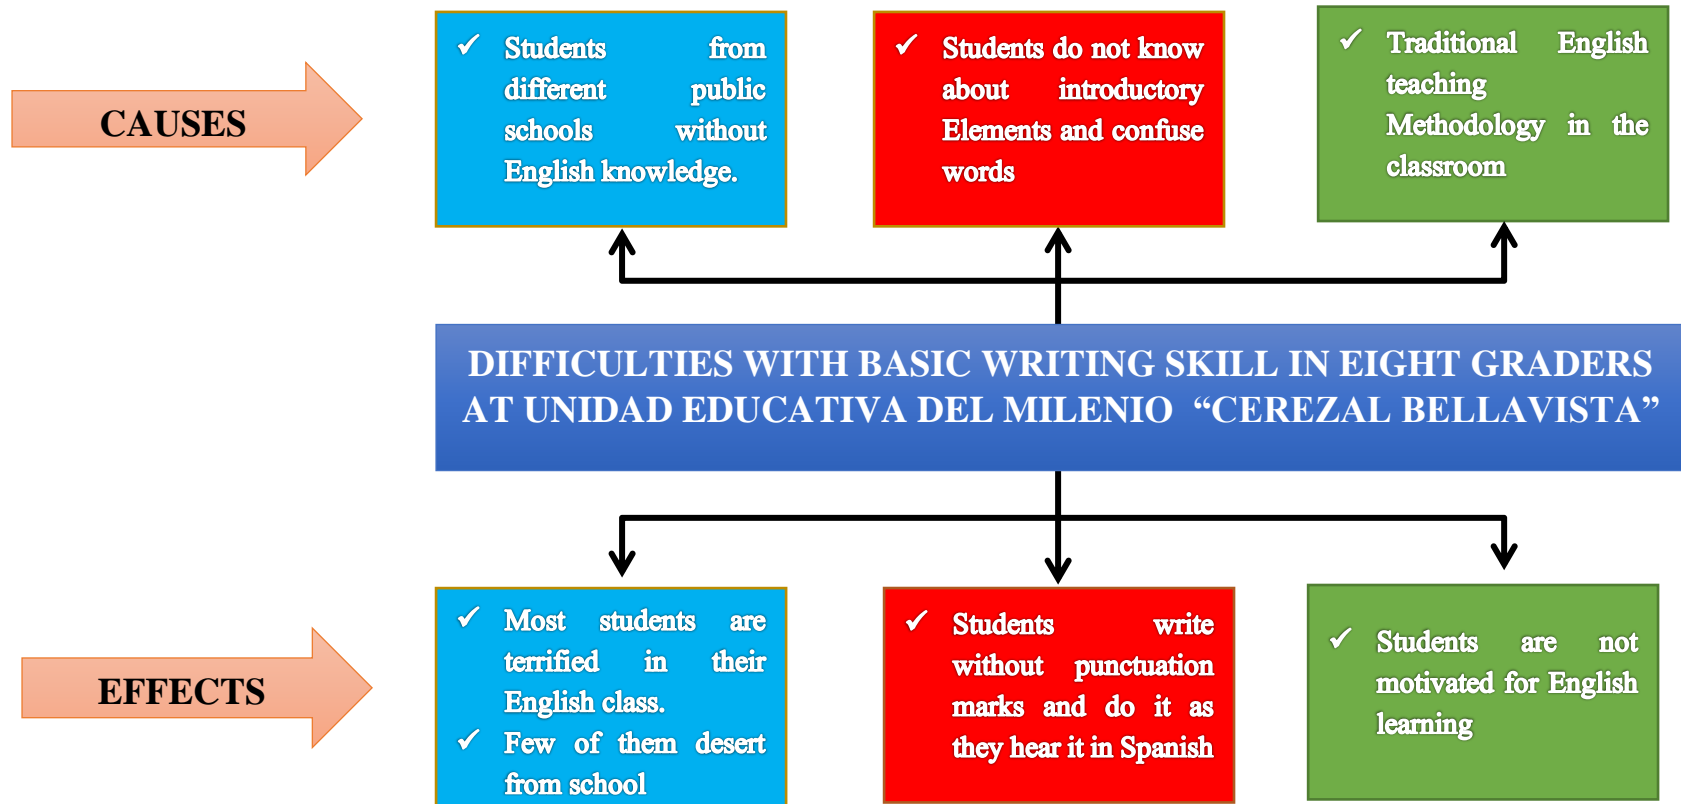 CAUSES
✓ Students from
different public
schools without
English knowledge.
✓ Students do not know
about introductory
Elements and confuse
words
✓ Traditional English
teaching
Methodology in the
classroom
DIFFICULTIES WITH BASIC WRITING SKILL IN EIGHT GRADERS
AT UNIDAD EDUCATIVA DEL MILENIO “CEREZAL BELLAVISTA”
EFFECTS
✓ Most students are
terrified in their
English class.
✓ Few of them desert
from school
✓ Students write
without punctuation
marks and do it as
they hear it in Spanish
✓ Students are not
motivated for English
learning